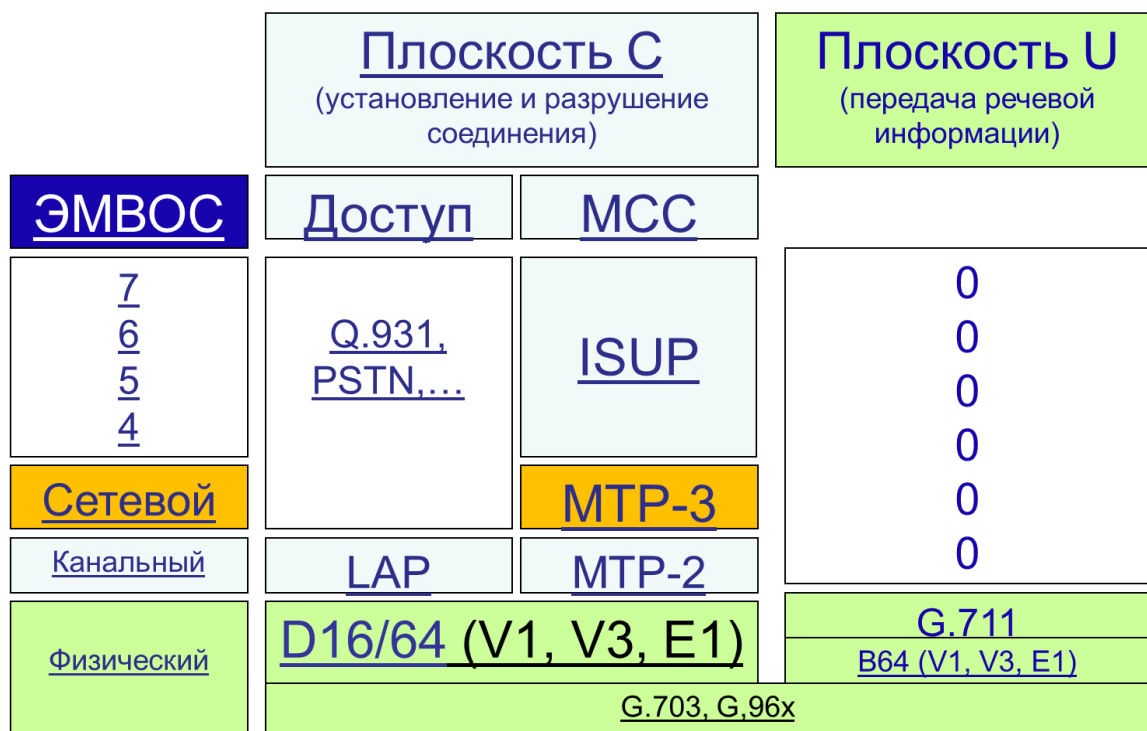 Плоскость C
(установление и разрушение
соединения)
Плоскость U
(передача речевой
информации)
ЭМВОС
Доступ
МСС
7
6
5
4
Q.931,
PSTN,...
ISUP
0
0
0
0
0
0
Сетевой
МТР-3
Канальный
LAP
МТР-2
Физический
D16/64 (V1, V3, E1)
G.711
B64 (V1, V3, E1)
G.703, G,96x